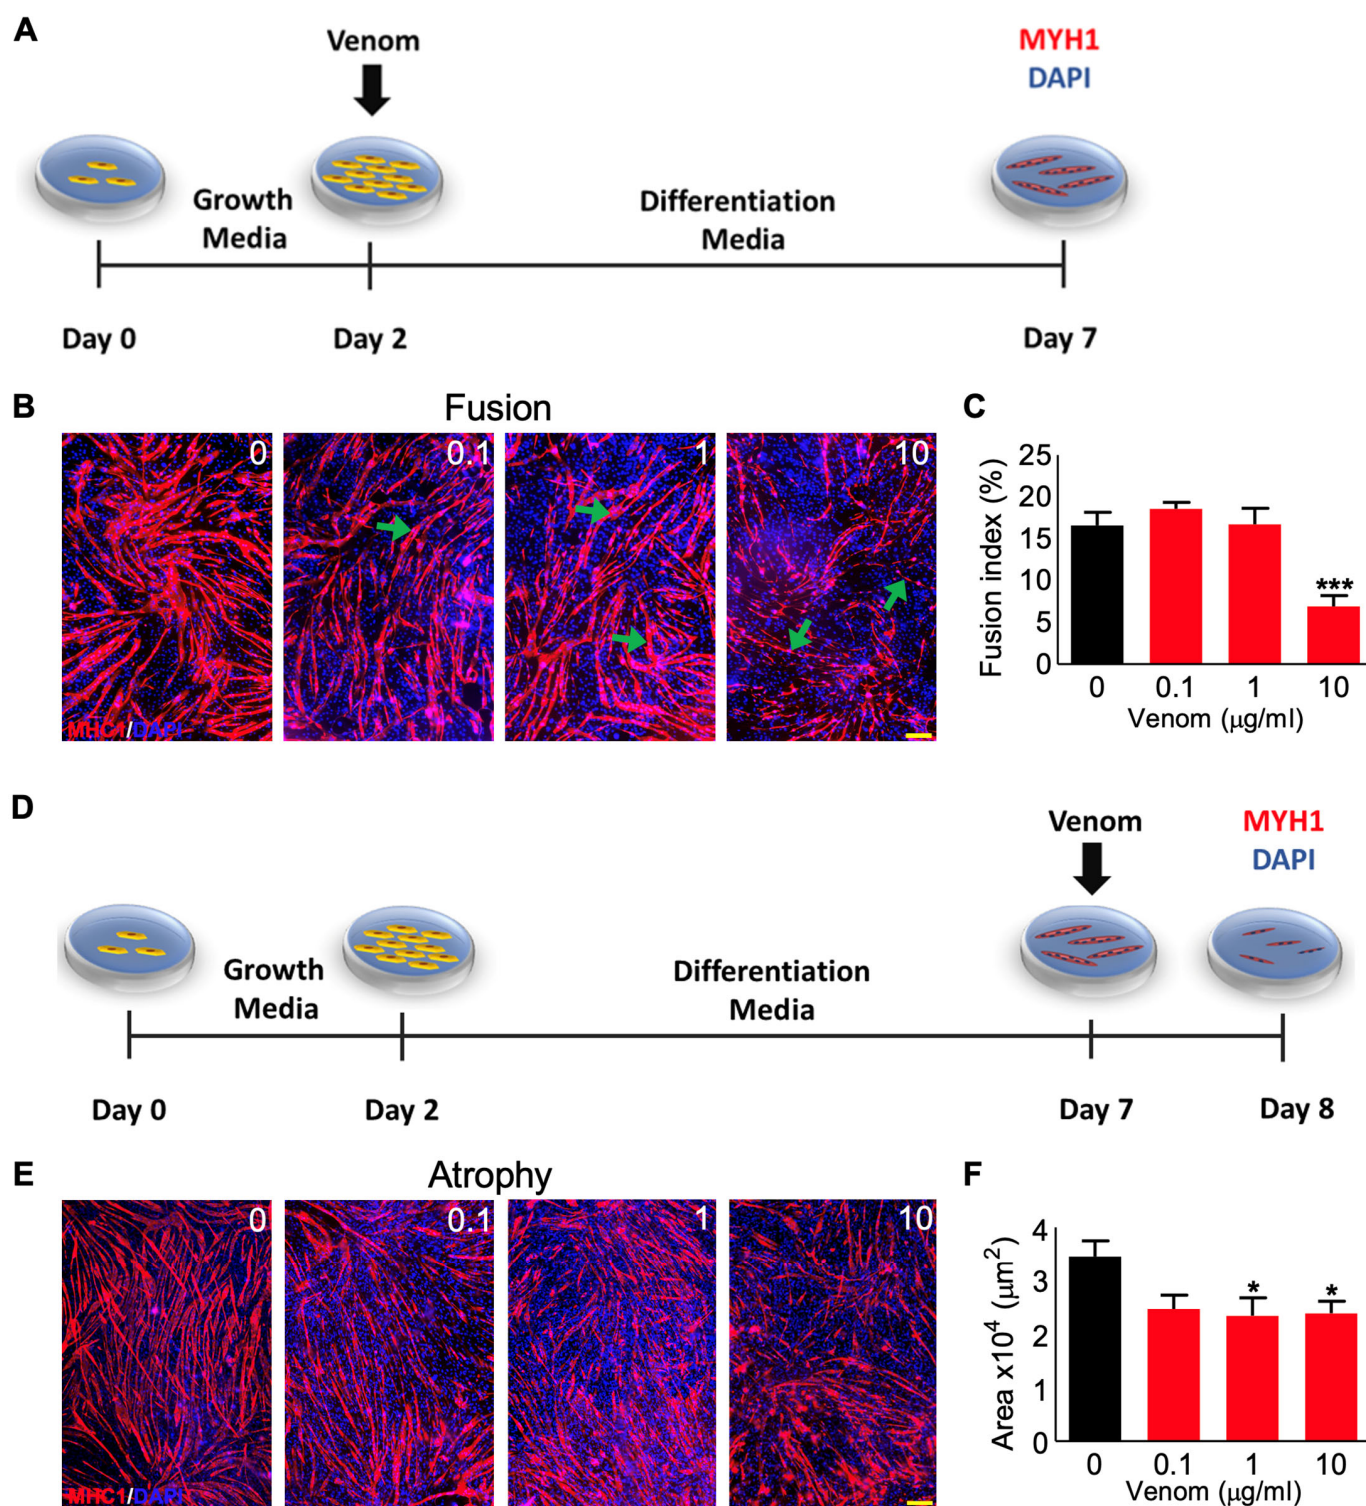 A
Venom
MYH1
DAPI
Growth
Media
Differentiation
Media
Day 0
Day 2
Day 7
B
Fusion
0
0.1
1
10
MHC1/DAPI
C
Fusion index (%)
25
20
15
10
5
0
***
0 0.1 1 10
Venom (μg/ml)
D
Venom
MYH1
DAPI
Growth
Media
Differentiation
Media
Day 0
Day 2
Day 7
Day 8
E
Atrophy
0
0.1
1
10
MHC1/DAPI
F
Area x10⁴ (μm²)
4
3
2
1
0
*
*
0 0.1 1 10
Venom (μg/ml)